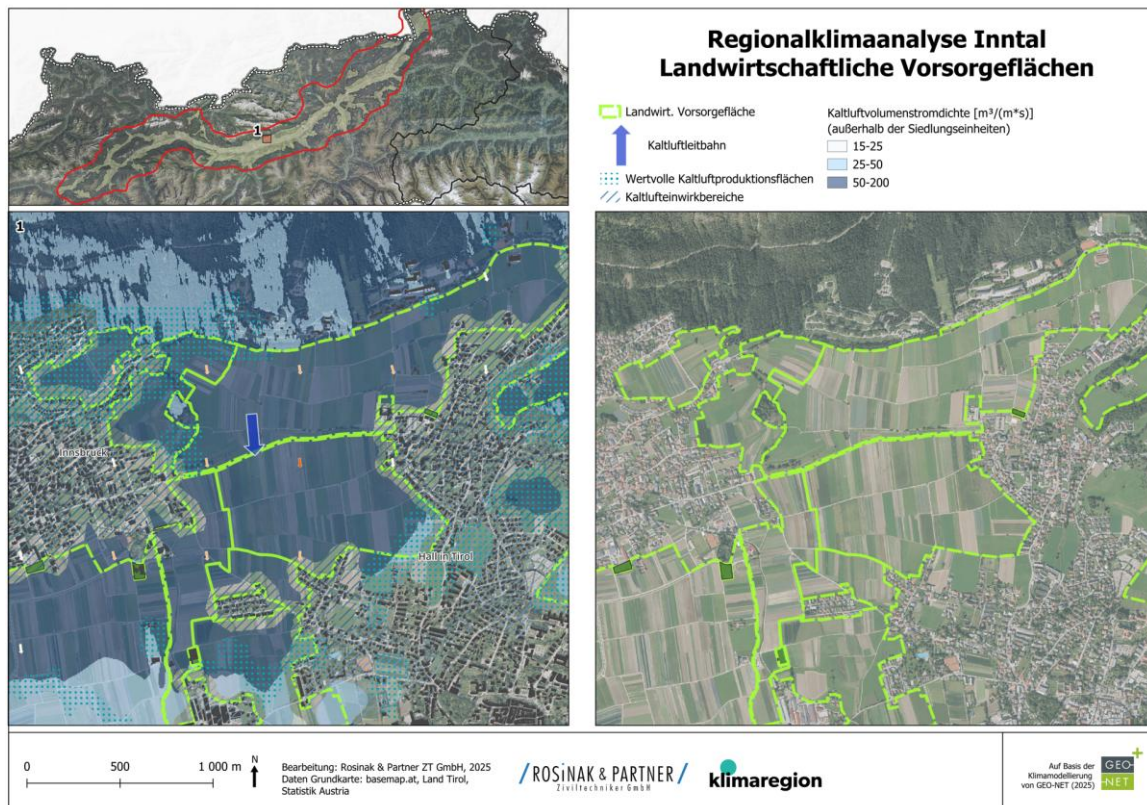 1
Regionalklimaanalyse Inntal
Landwirtschaftliche Vorsorgeflächen
Landwirt. Vorsorgefläche
Kaltluftleitbahn
Wertvolle Kaltluftproduktionsflächen
Kaltlufteinwirkbereiche
Kaltluftvolumenstromdichte [m³/(m*s)]
(außerhalb der Siedlungseinheiten)
15-25
25-50
50-200
1
Innsbruck
Hall in Tirol
0 500 1 000 m
N
Bearbeitung: Rosinak & Partner ZT GmbH, 2025
Daten Grundkarte: basemap.at, Land Tirol,
Statistik Austria
ROSINAK & PARTNER
Ziviltechniker GmbH
klimaregion
Auf Basis der
Klimamodellierung
von GEO-NET (2025)
GEO
NET